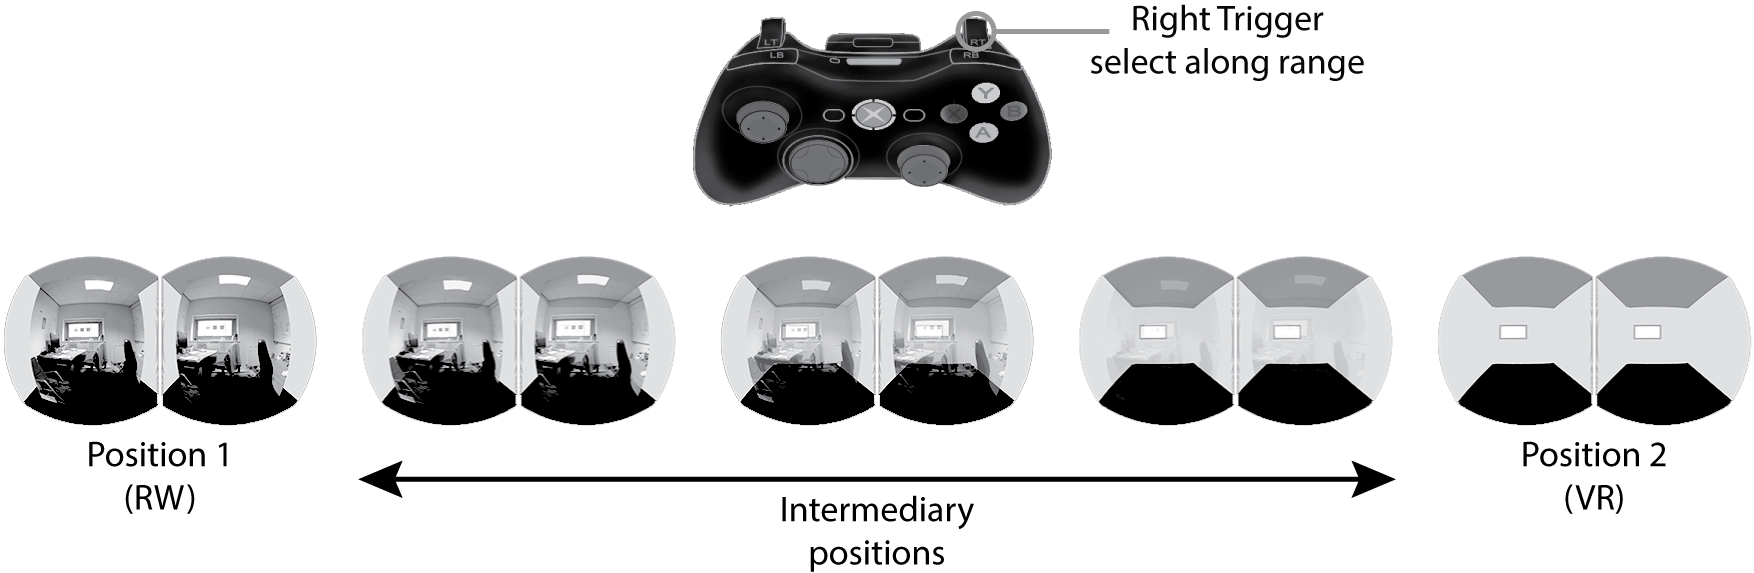 Right Trigger
select along range
LT
RT
LB
RB
Y
X
B
A
X
Position 1
(RW)
Intermediary
positions
Position 2
(VR)